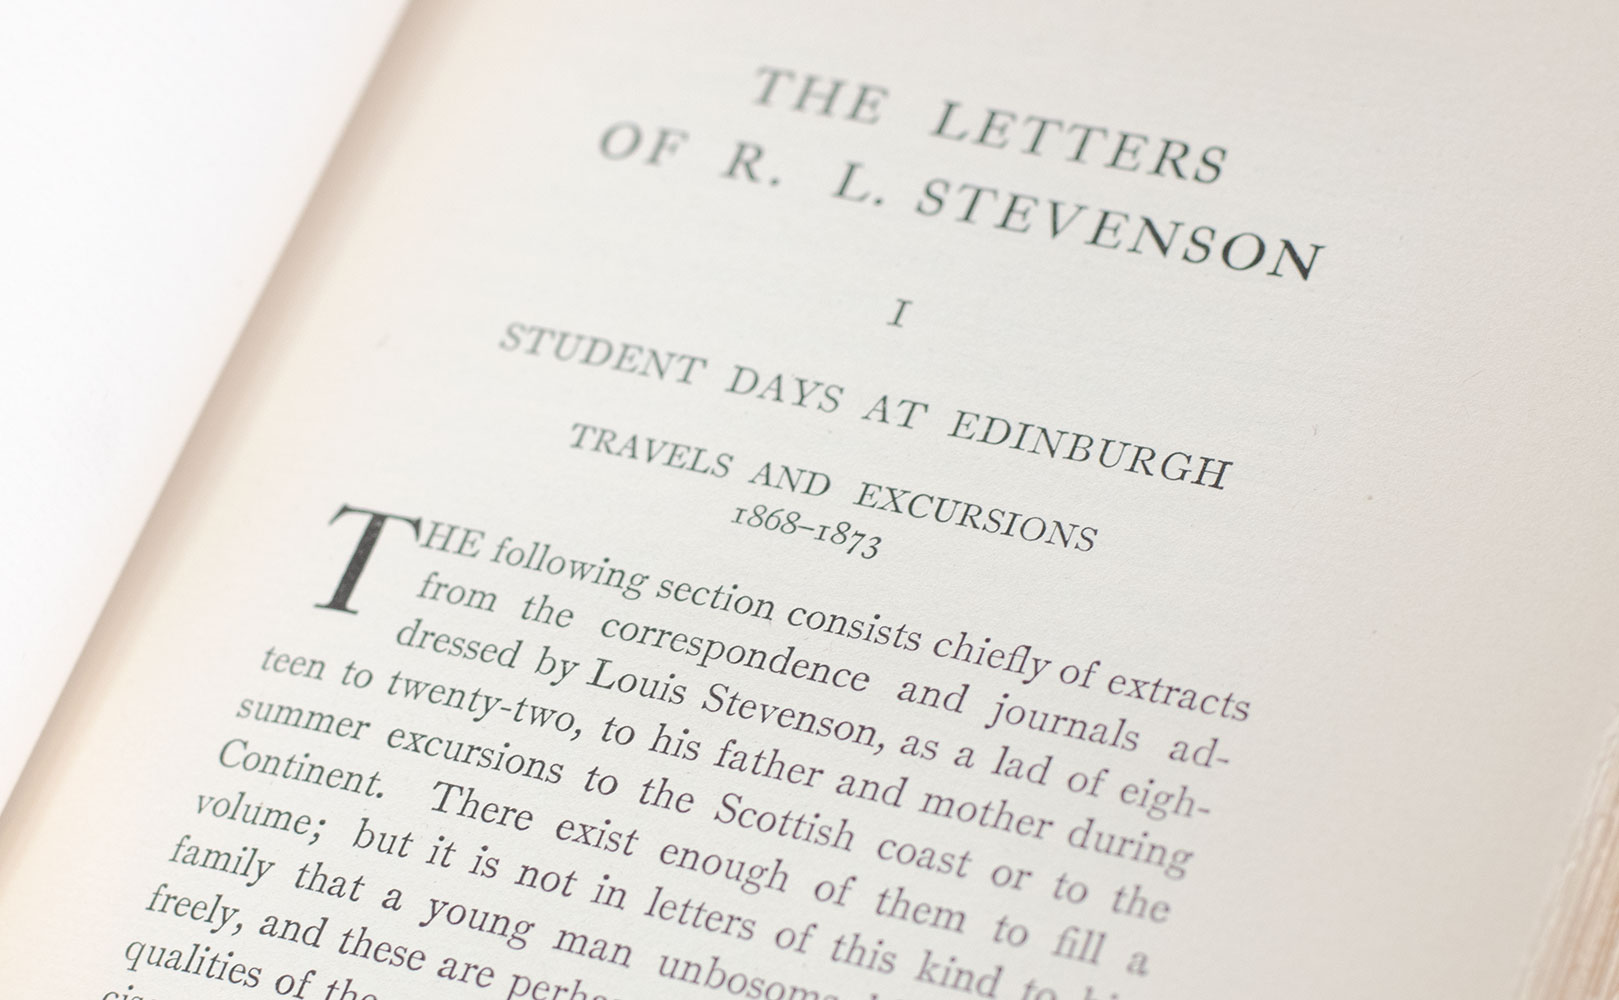 THE LETTERS
OF R. L. STEVENSON
I
STUDENT DAYS AT EDINBURGH
TRAVELS AND EXCURSIONS
1868–1873
THE following section consists chiefly of extracts
from the correspondence and journals ad-
dressed by Louis Stevenson, as a lad of eigh-
teen to twenty-two, to his father and mother during
summer excursions to the Scottish coast or to the
Continent. There exist enough of them to fill a
volume; but it is not in letters of this kind to
family that a young man unbosoms
freely, and these are
qualities of the